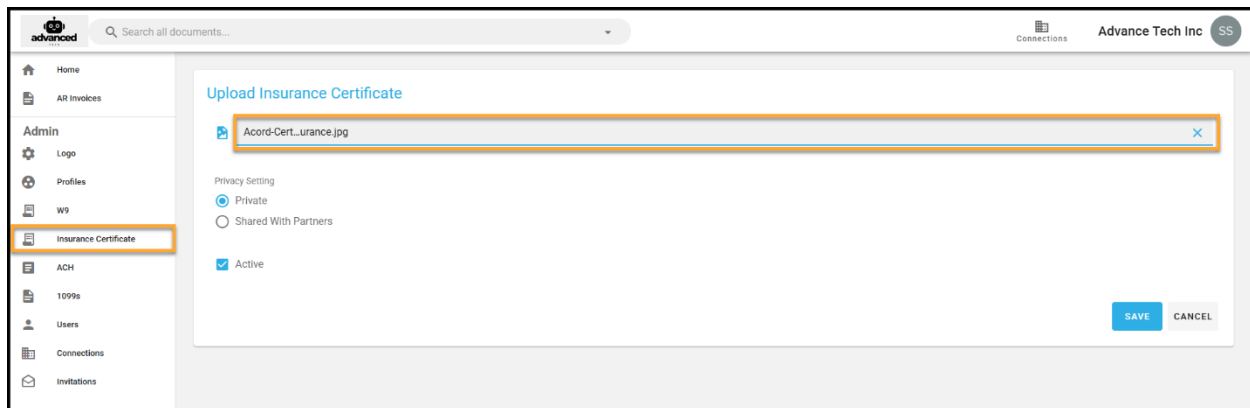 advanced
TECH
Search all documents...
Connections
Advance Tech Inc
SS
Home
AR Invoices
Admin
Logo
Profiles
W9
Insurance Certificate
ACH
1099s
Users
Connections
Invitations
Upload Insurance Certificate
Acord-Cert...urance.jpg
Privacy Setting
Private
Shared With Partners
Active
SAVE
CANCEL